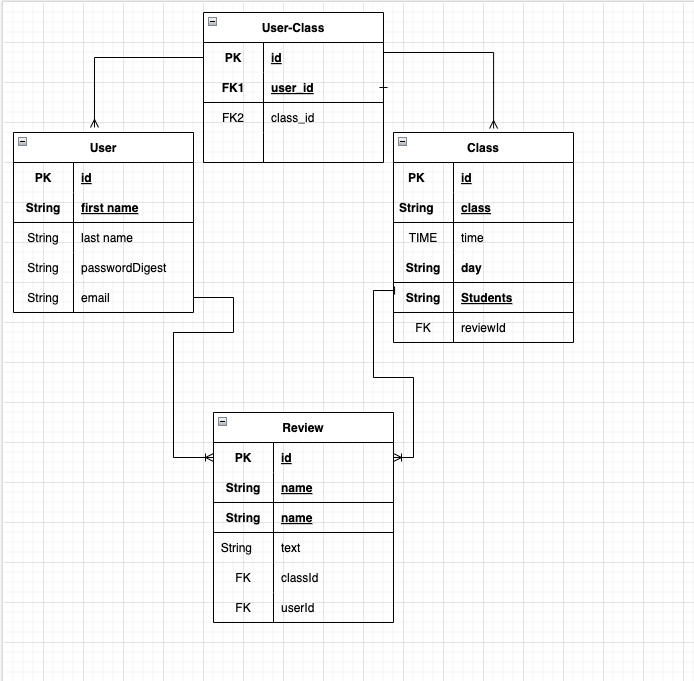 User-Class
PK id
FK1 user_id
FK2 class_id
User
PK id
String first name
String last name
String passwordDigest
String email
Class
PK id
String class
TIME time
String day
String Students
FK reviewId
Review
PK id
String name
String name
String text
FK classId
FK userId